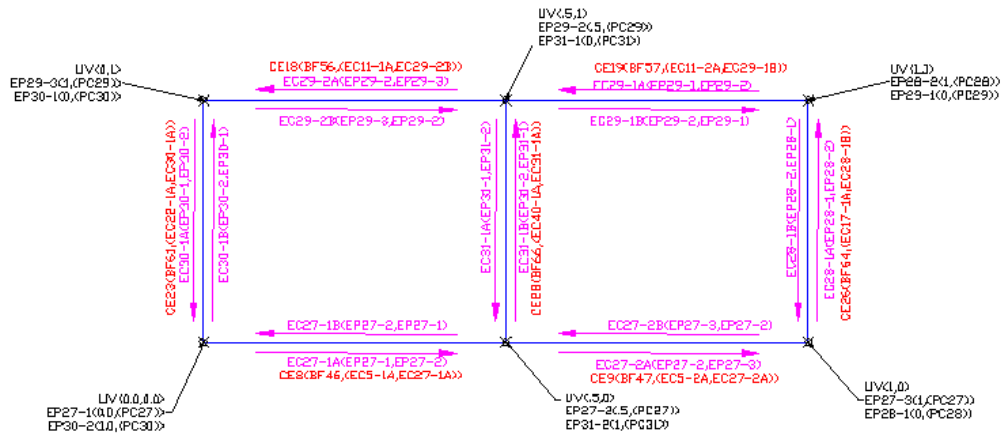 UV(.5,1)
EP29-2(.5,(PC29))
EP31-1(0,(PC31))
UV(0,1)
EP29-3(1,(PC29))
EP30-1(0,(PC30))
CE18(BF56,(EC11-1A,EC29-2B))
EC29-2A(EP29-2,EP29-3)
CE19(BF57,(EC11-2A,EC29-1B))
EC29-1A(EP29-1,EP29-2)
UV(1,1)
EP28-2(1,(PC28))
EP29-1(0,(PC29))
EC29-2B(EP29-3,EP29-2)
EC29-1B(EP29-2,EP29-1)
CE23(BF61,(EC22-1A,EC30-1A))
EC30-1A(EP30-1,EP30-2)
EC30-1B(EP30-2,EP30-1)
EC31-1A(EP31-1,EP31-2)
EC31-1B(EP31-2,EP31-1)
CE28(BF66,(EC40-1A,EC31-1A))
EC28-1B(EP28-2,EP28-1)
EC28-1A(EP28-1,EP28-2)
CE26(BF64,(EC17-1A,EC28-1B))
EC27-1B(EP27-2,EP27-1)
EC27-2B(EP27-3,EP27-2)
EC27-1A(EP27-1,EP27-2)
CE8(BF46,(EC5-1A,EC27-1A))
EC27-2A(EP27-2,EP27-3)
CE9(BF47,(EC5-2A,EC27-2A))
UV(0.0,0.0)
EP27-1(0.0,(PC27))
EP30-2(1.0,(PC30))
UV(.5,0)
EP27-2(.5,(PC27))
EP31-2(1,(PC31))
UV(1,0)
EP27-3(1,(PC27))
EP28-1(0,(PC28))